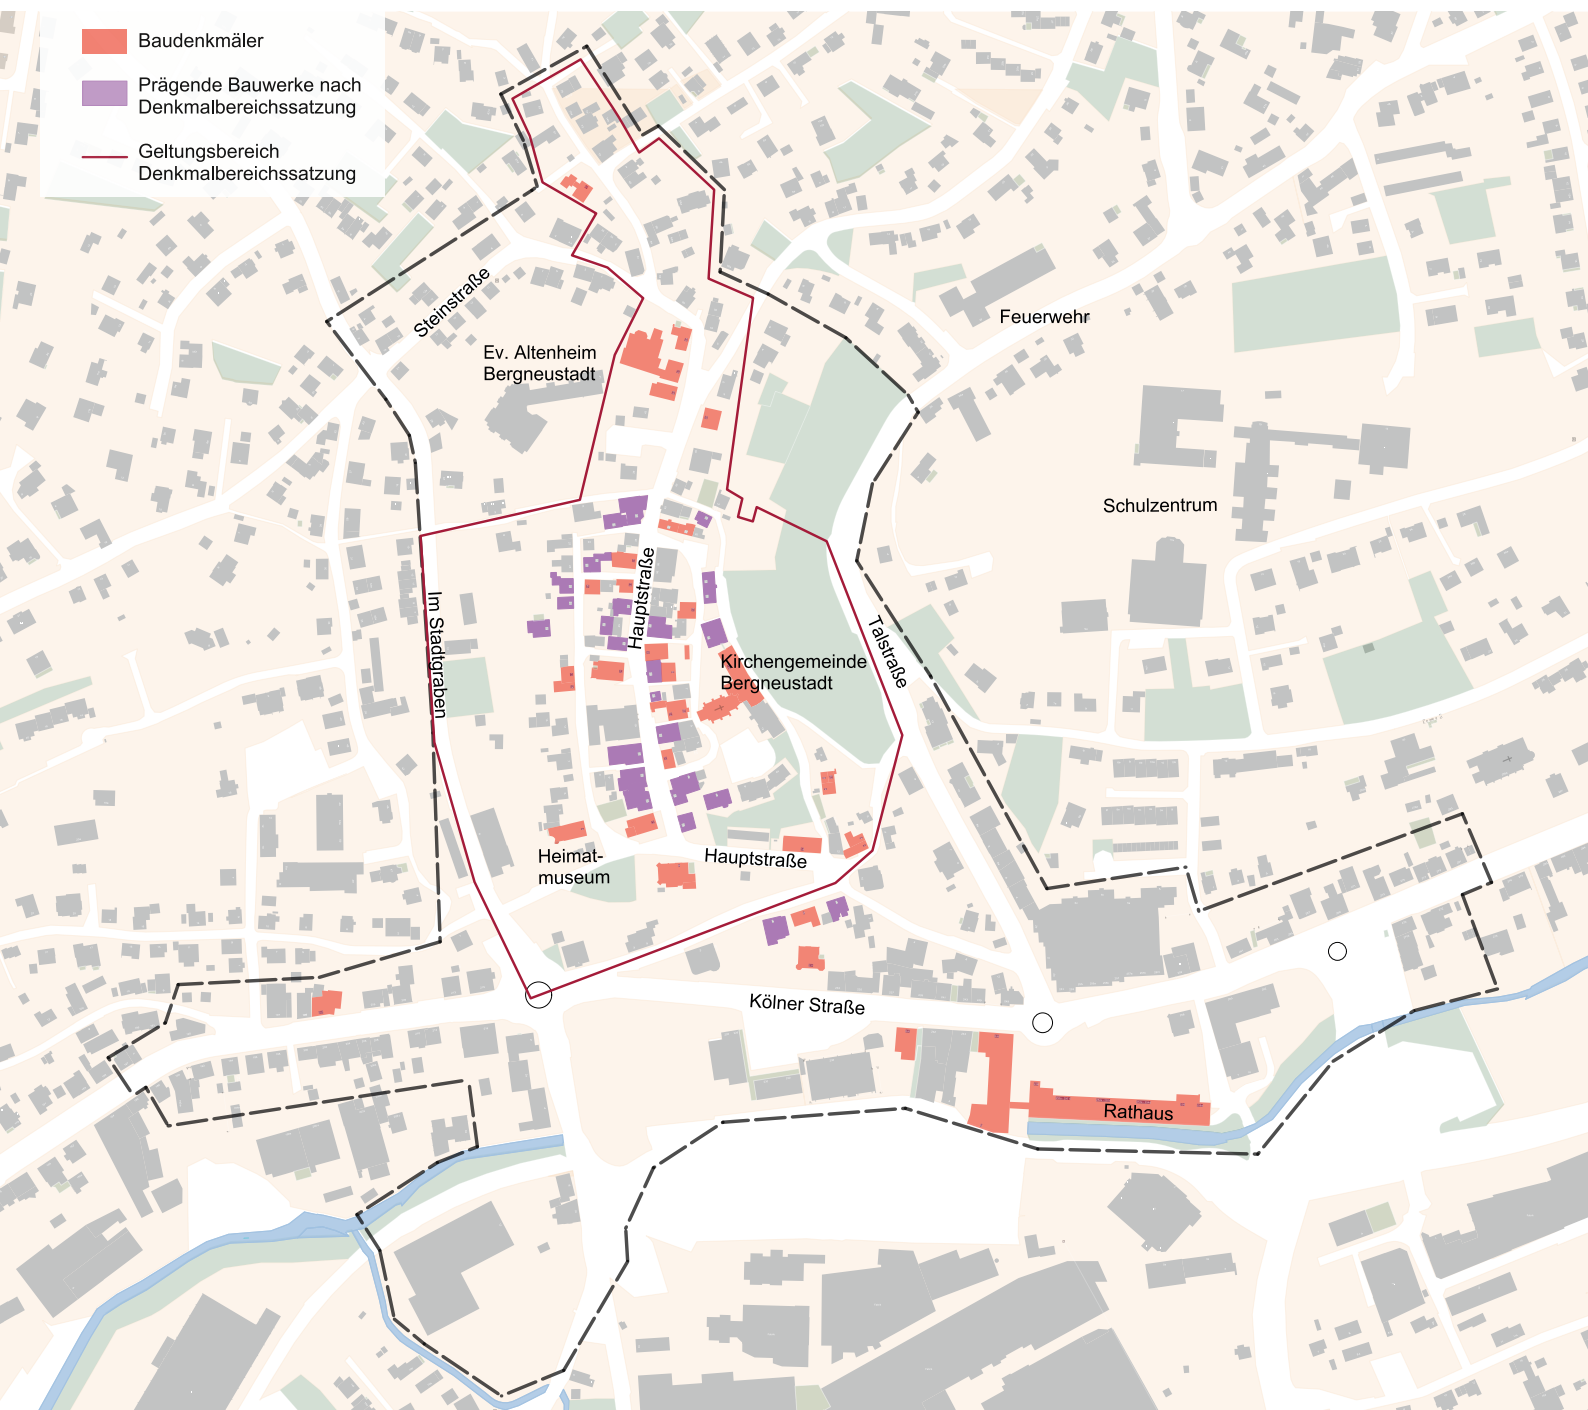 Baudenkmäler
Prägende Bauwerke nach
Denkmalbereichssatzung
Geltungsbereich
Denkmalbereichssatzung
Steinstraße
Feuerwehr
Ev. Altenheim
Bergneustadt
Schulzentrum
Hauptstraße
Im Stadtgraben
Talstraße
Kirchengemeinde
Bergneustadt
Heimat-
museum
Hauptstraße
Kölner Straße
Rathaus